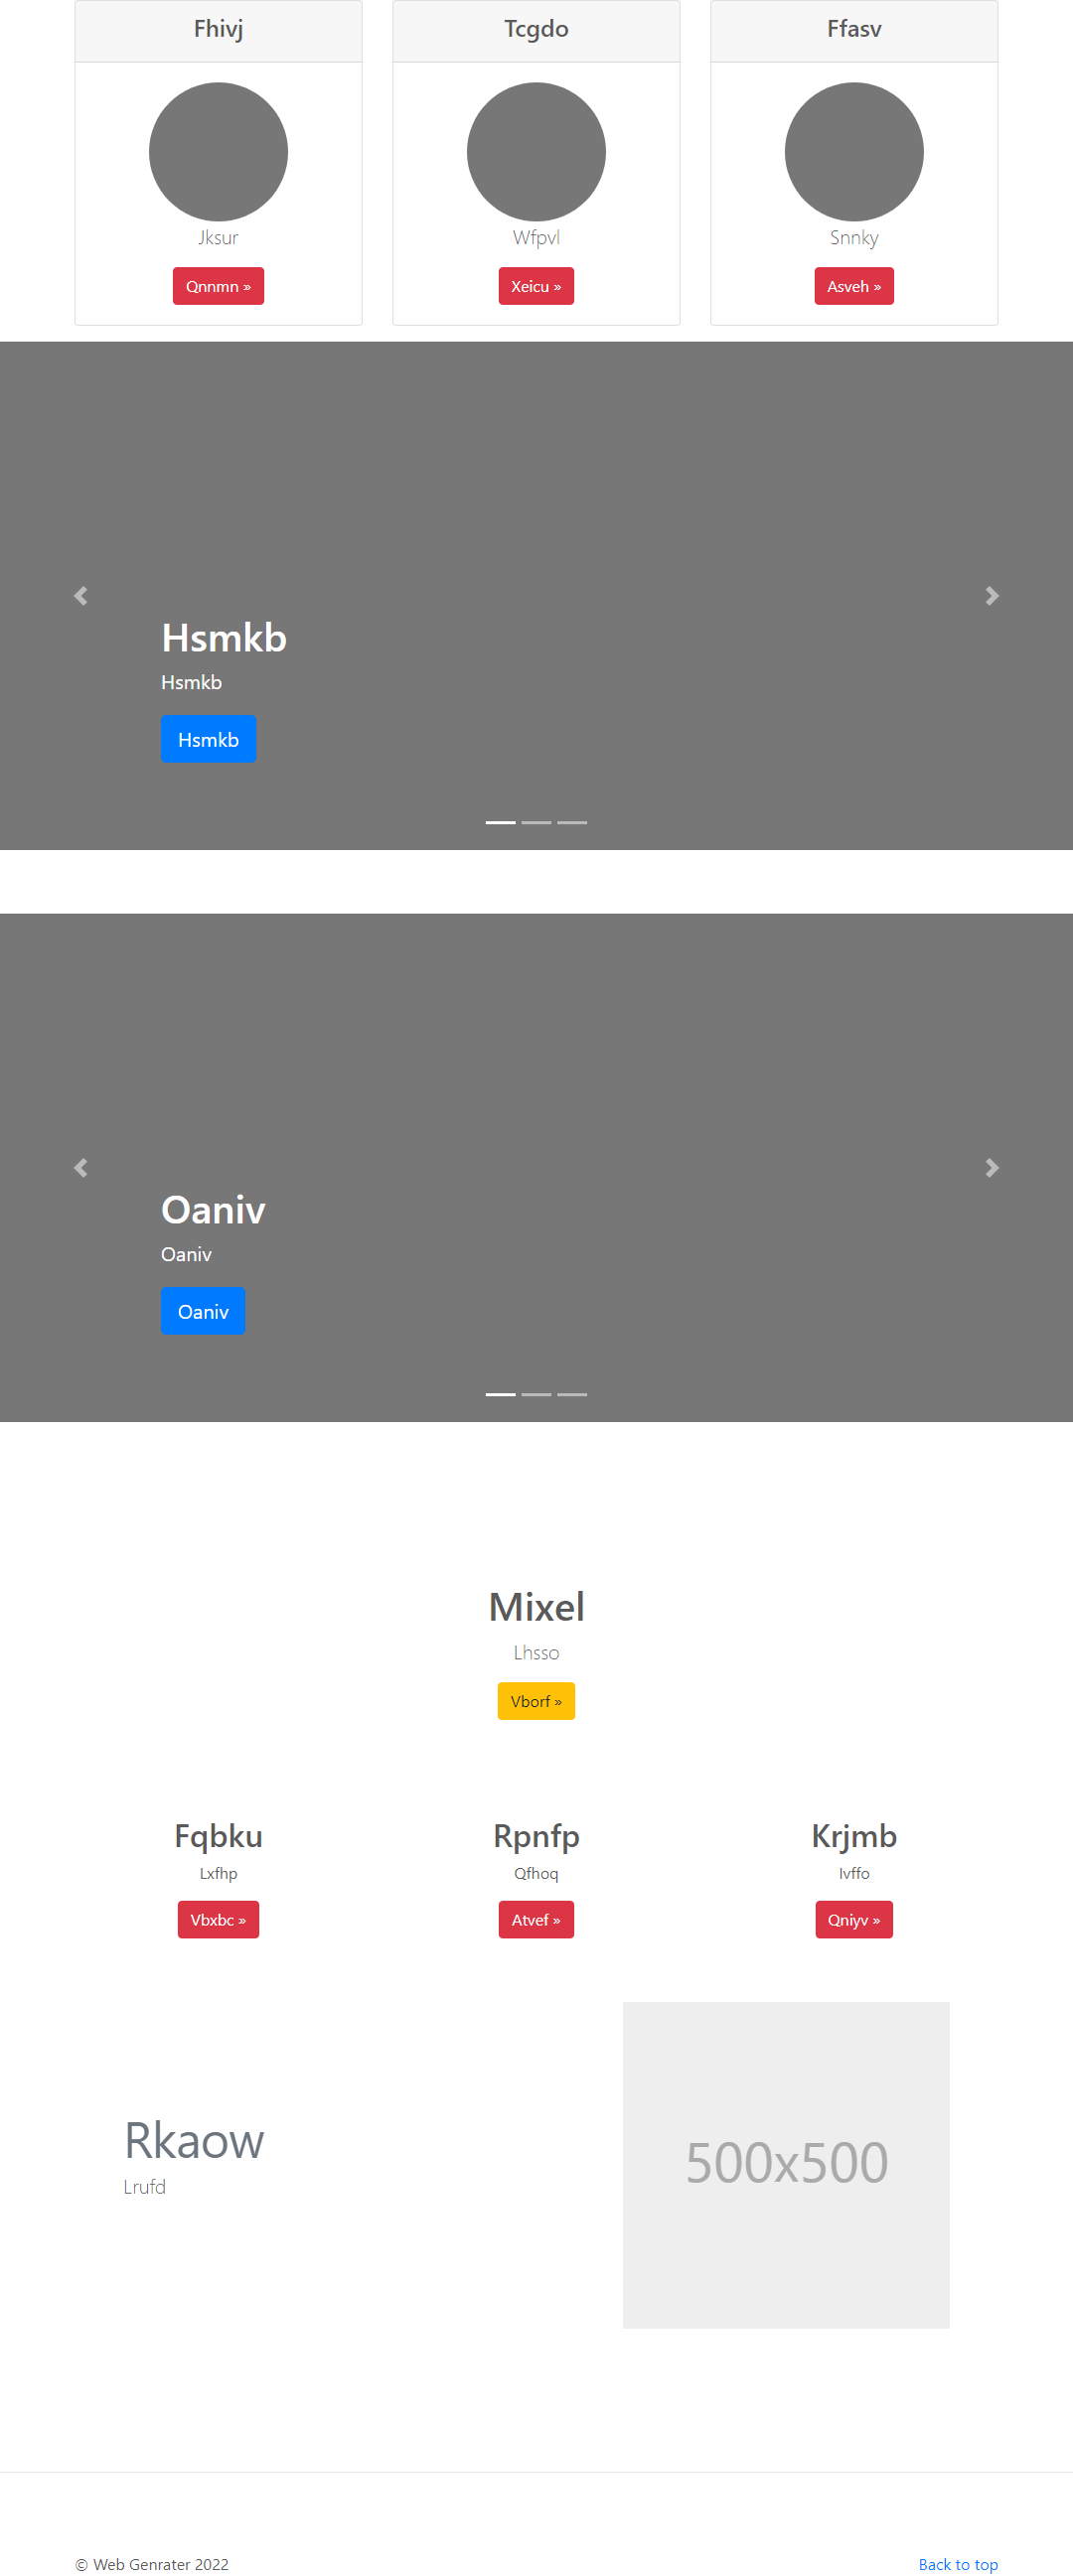 Fhivj
Tcgdo
Ffasv
Jksur
Wfpvl
Snnky
Qnnmn »
Xeicu »
Asveh »
Hsmkb
Hsmkb
Hsmkb
Oaniv
Oaniv
Oaniv
Mixel
Lhsso
Vborf »
Fqbku
Rpnfp
Krjmb
Lxfhp
Qfhoq
Ivffo
Vbxbc »
Atvef »
Qniyv »
Rkaow
Lrufd
500x500
© Web Genrater 2022
Back to top